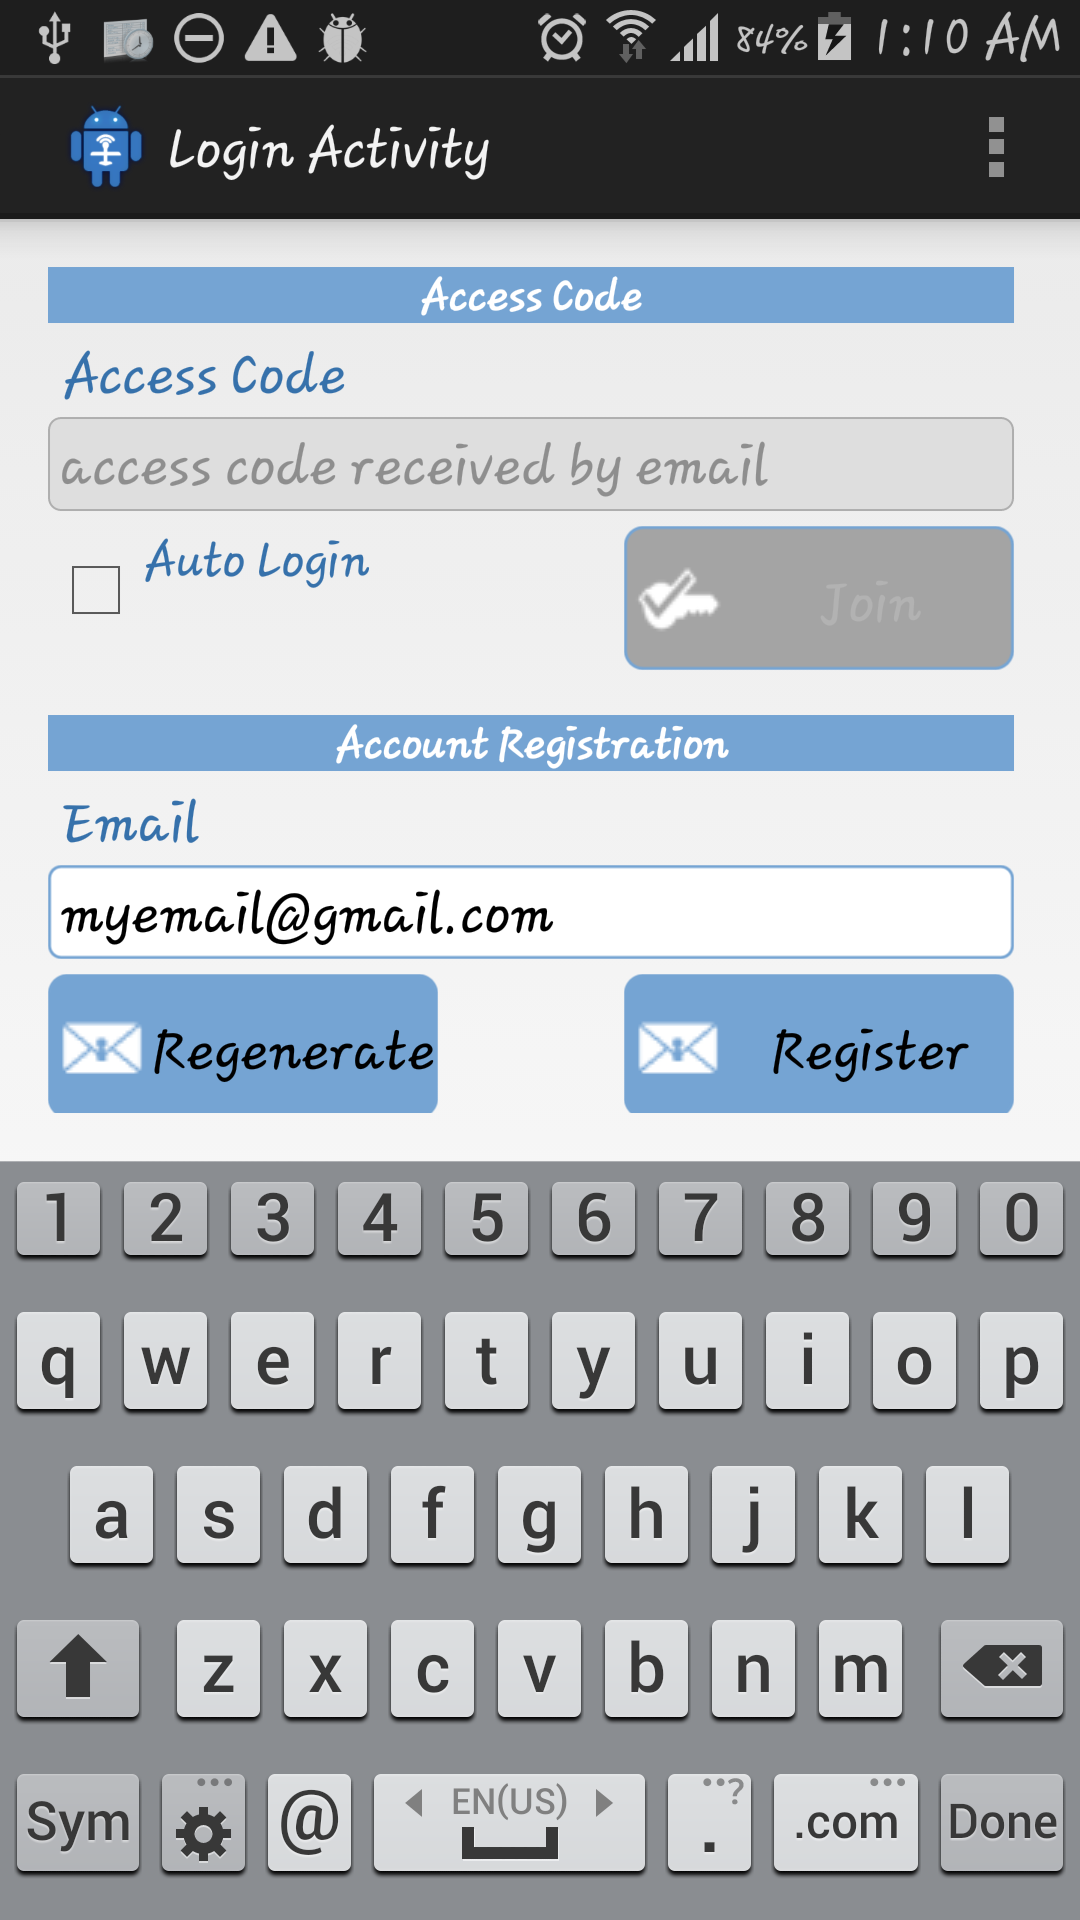 84% 1:10 AM
Login Activity
Access Code
Access Code
access code received by email
Auto Login
Join
Account Registration
Email
myemail@gmail.com
Regenerate Register
1 2 3 4 5 6 7 8 9 0
q w e r t y u i o p
a s d f g h j k l
z x c v b n m
Sym @ EN(US) . ? .com Done